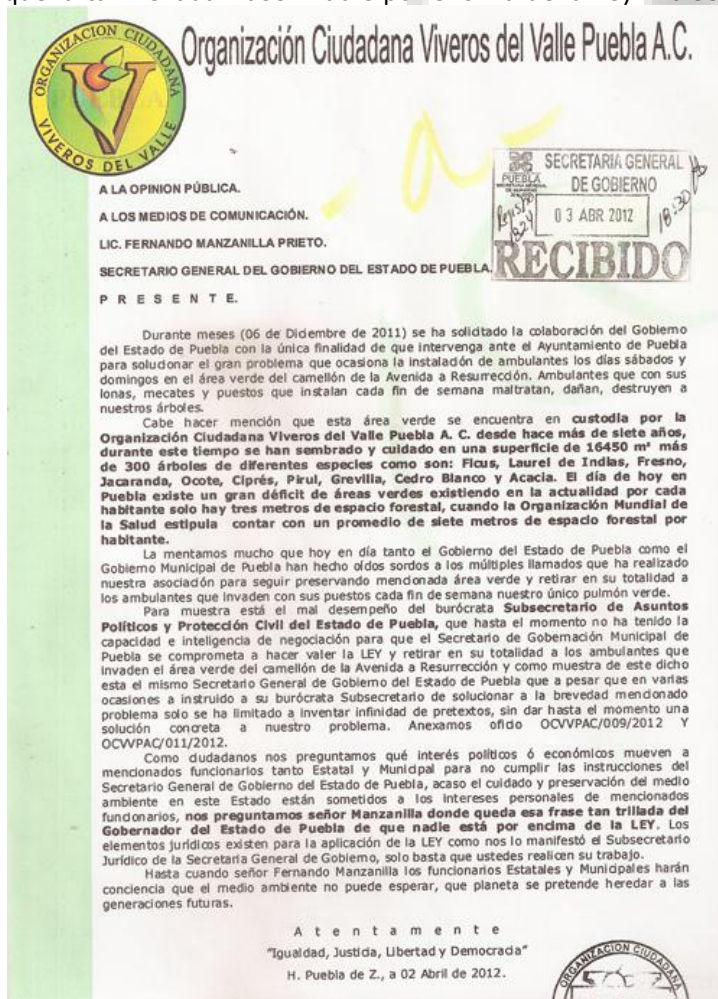 Organización Ciudadana Viveros del Valle Puebla A.C.
ORGANIZACION CIUDADANA
VIVEROS DEL VALLE
SECRETARIA GENERAL
DE GOBIERNO
PUEBLA
03 ABR 2012
18:30
RECIBIDO
A LA OPINION PÚBLICA.
A LOS MEDIOS DE COMUNICACIÓN.
LIC. FERNANDO MANZANILLA PRIETO.
SECRETARIO GENERAL DEL GOBIERNO DEL ESTADO DE PUEBLA.
P R E S E N T E.
Durante meses (06 de Diciembre de 2011) se ha solicitado la colaboración del Gobierno
del Estado de Puebla con la única finalidad de que intervenga ante el Ayuntamiento de Puebla
para solucionar el gran problema que ocasiona la instalación de ambulantes los días sábados y
domingos en el área verde del camellón de la Avenida a Resurrección. Ambulantes que con sus
lonas, mecates y puestos que instalan cada fin de semana maltratan, dañan, destruyen a
nuestros árboles.
Cabe hacer mención que esta área verde se encuentra en custodia por la
Organización Ciudadana Viveros del Valle Puebla A. C. desde hace más de siete años,
durante este tiempo se han sembrado y cuidado en una superficie de 16450 m² más
de 300 árboles de diferentes especies como son: Ficus, Laurel de Indias, Fresno,
Jacaranda, Ocote, Ciprés, Pirul, Grevilla, Cedro Blanco y Acacia. El día de hoy en
Puebla existe un gran déficit de áreas verdes existiendo en la actualidad por cada
habitante solo hay tres metros de espacio forestal, cuando la Organización Mundial de
la Salud estipula contar con un promedio de siete metros de espacio forestal por
habitante.
La mentamos mucho que hoy en día tanto el Gobierno del Estado de Puebla como el
Gobierno Municipal de Puebla han hecho oídos sordos a los múltiples llamados que ha realizado
nuestra asociación para seguir preservando mencionada área verde y retirar en su totalidad a
los ambulantes que invaden con sus puestos cada fin de semana nuestro único pulmón verde.
Para muestra está el mal desempeño del burócrata Subsecretario de Asuntos
Políticos y Protección Civil del Estado de Puebla, que hasta el momento no ha tenido la
capacidad e inteligencia de negociación para que el Secretario de Gobernación Municipal de
Puebla se comprometa a hacer valer la LEY y retirar en su totalidad a los ambulantes que
invaden el área verde del camellón de la Avenida a Resurrección y como muestra de este dicho
esta el mismo Secretario General de Gobierno del Estado de Puebla que a pesar que en varias
ocasiones a instruido a su burócrata Subsecretario de solucionar a la brevedad mencionado
problema solo se ha limitado a inventar infinidad de pretextos, sin dar hasta el momento una
solución concreta a nuestro problema. Anexamos oficio OCVVPAC/009/2012 Y
OCVVPAC/011/2012.
Como ciudadanos nos preguntamos qué interés políticos ó económicos mueven a
mencionados funcionarios tanto Estatal y Municipal para no cumplir las instrucciones del
Secretario General de Gobierno del Estado de Puebla, acaso el cuidado y preservación del medio
ambiente en este Estado están sometidos a los intereses personales de mencionados
funcionarios, nos preguntamos señor Manzanilla donde queda esa frase tan trillada del
Gobernador del Estado de Puebla de que nadie está por encima de la LEY. Los
elementos jurídicos existen para la aplicación de la LEY como nos lo manifestó el Subsecretario
Jurídico de la Secretaria General de Gobierno, solo basta que ustedes realicen su trabajo.
Hasta cuando señor Fernando Manzanilla los funcionarios Estatales y Municipales harán
conciencia que el medio ambiente no puede esperar, que planeta se pretende heredar a las
generaciones futuras.
A t e n t a m e n t e
"Igualdad, Justicia, Libertad y Democracia"
H. Puebla de Z., a 02 Abril de 2012.
ORGANIZACION CIUDADANA